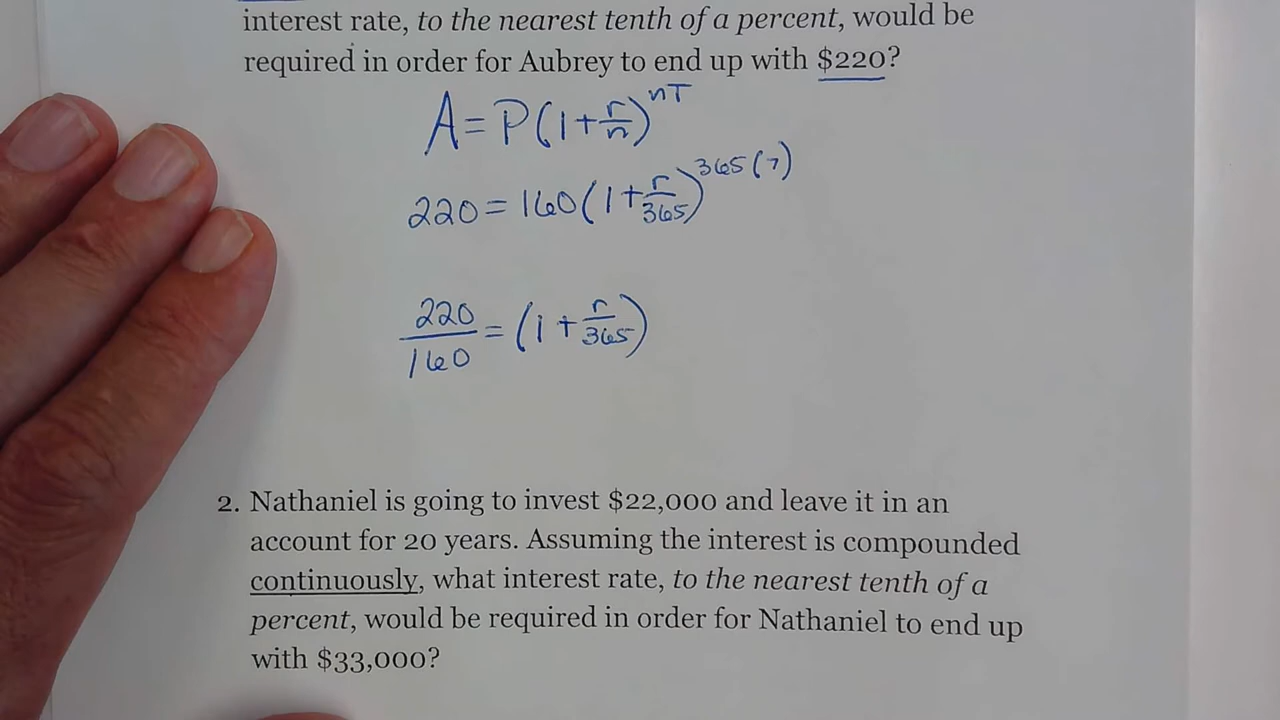 interest rate, to the nearest tenth of a percent, would be
required in order for Aubrey to end up with $220?
A = P(1 + r/n)^nT
220 = 160(1 + r/365)^365(7)
220/160 = (1 + r/365)
2. Nathaniel is going to invest $22,000 and leave it in an
account for 20 years. Assuming the interest is compounded
continuously, what interest rate, to the nearest tenth of a
percent, would be required in order for Nathaniel to end up
with $33,000?